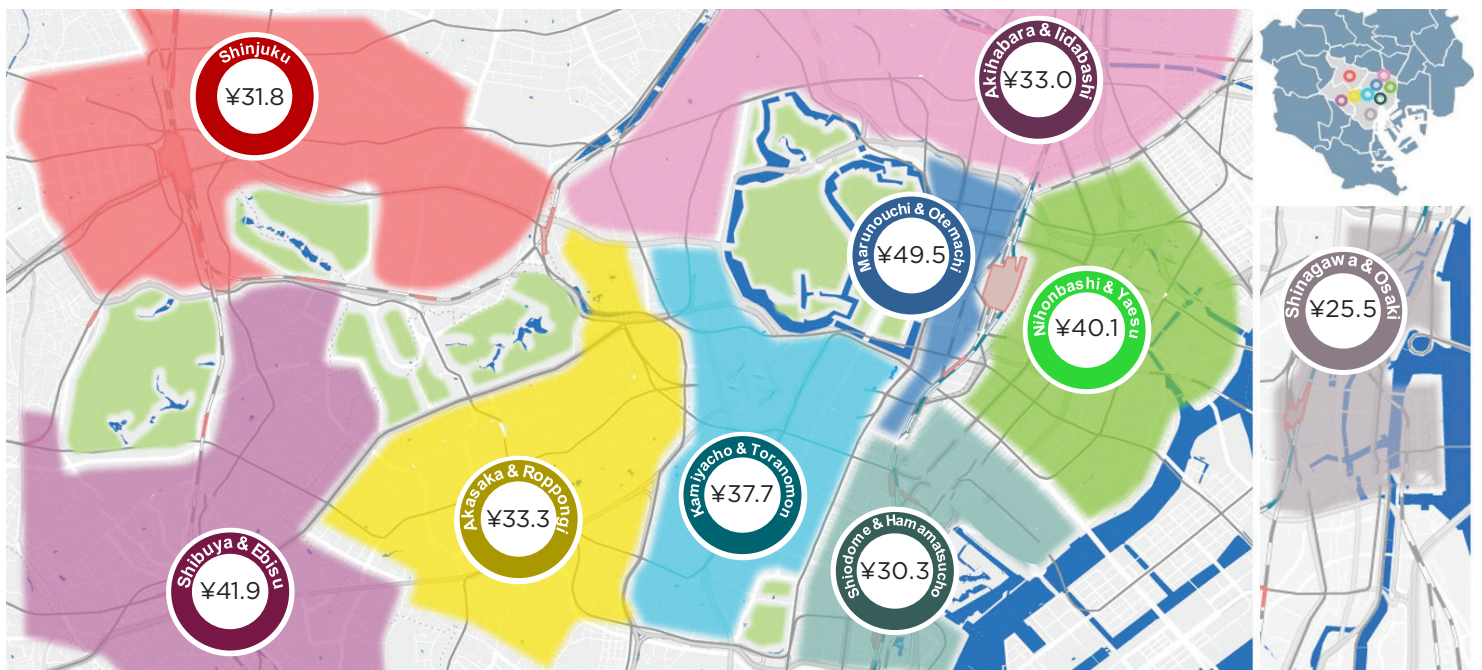 Shinjuku
¥31.8
Akihabara & Iidabashi
¥33.0
Marunouchi & Otemachi
¥49.5
Nihonbashi & Yaesu
¥40.1
Shinagawa & Osaki
¥25.5
Kamiyacho & Toranomon
¥37.7
Akasaka & Roppongi
¥33.3
Shiodome & Hamamatsucho
¥30.3
Shibuya & Ebisu
¥41.9